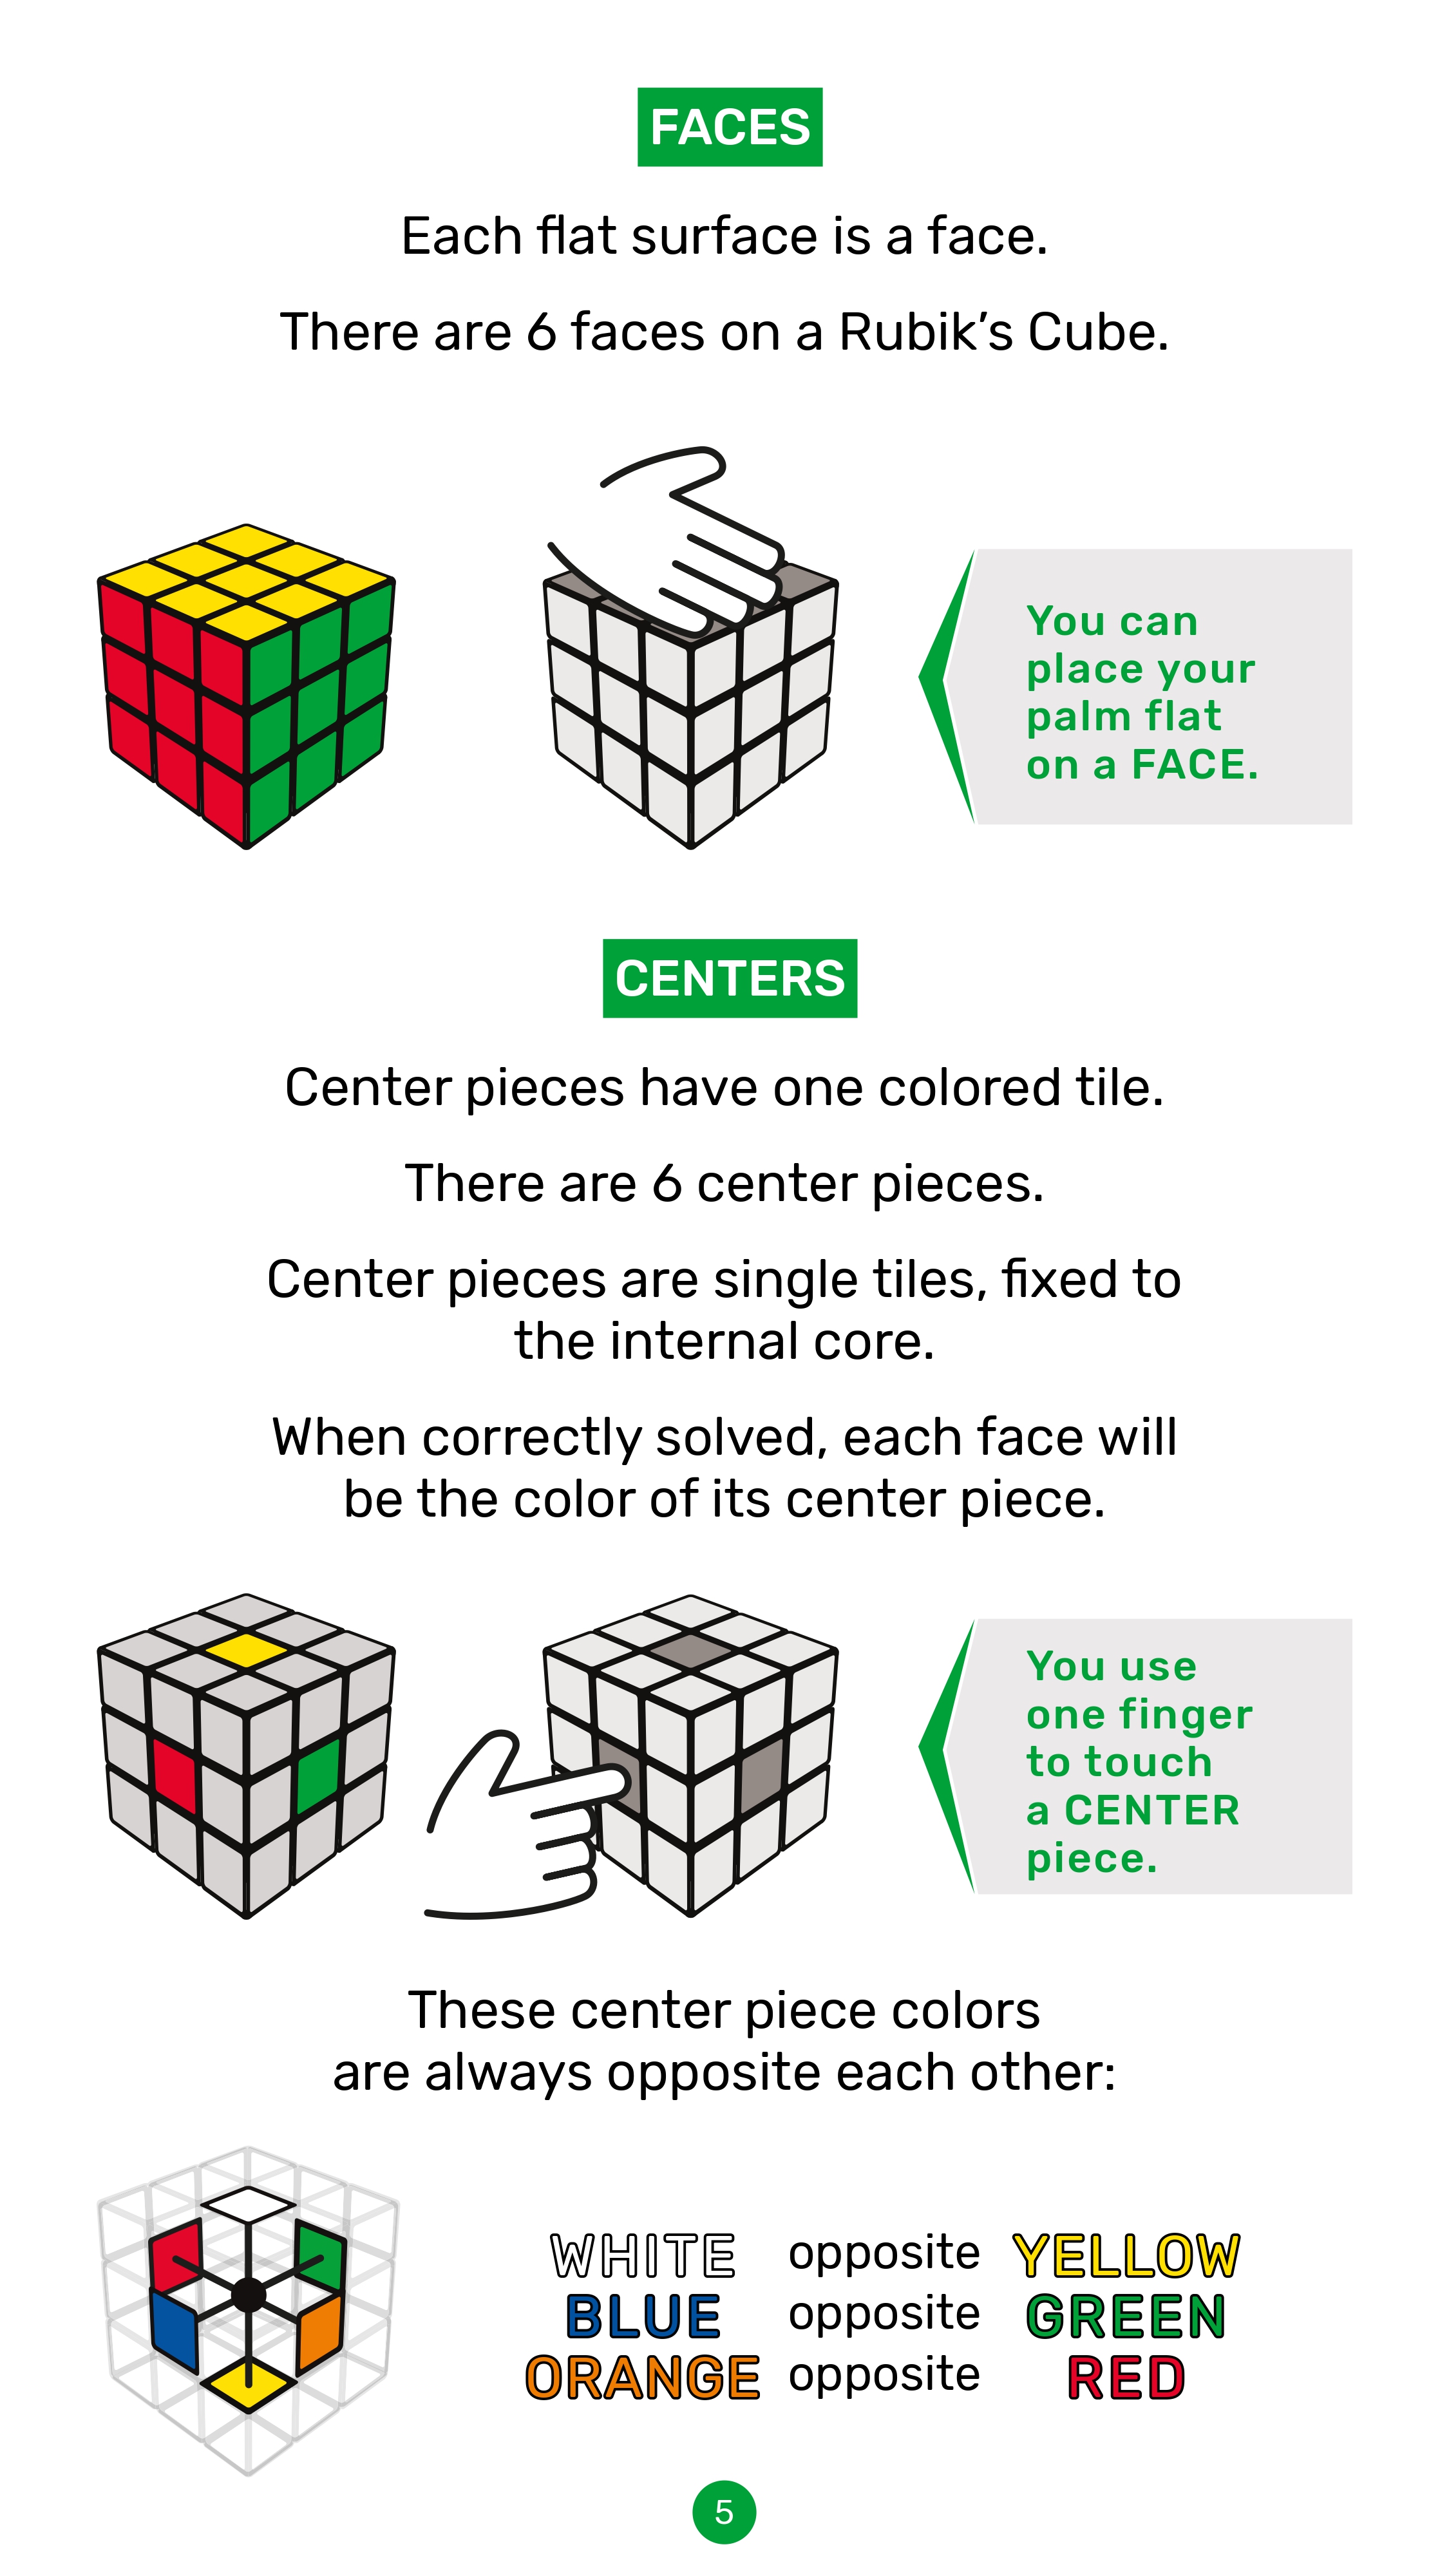 FACES
Each flat surface is a face.
There are 6 faces on a Rubik’s Cube.
You can
place your
palm flat
on a FACE.
CENTERS
Center pieces have one colored tile.
There are 6 center pieces.
Center pieces are single tiles, fixed to
the internal core.
When correctly solved, each face will
be the color of its center piece.
You use
one finger
to touch
a CENTER
piece.
These center piece colors
are always opposite each other:
WHITE opposite YELLOW
BLUE opposite GREEN
ORANGE opposite RED
5